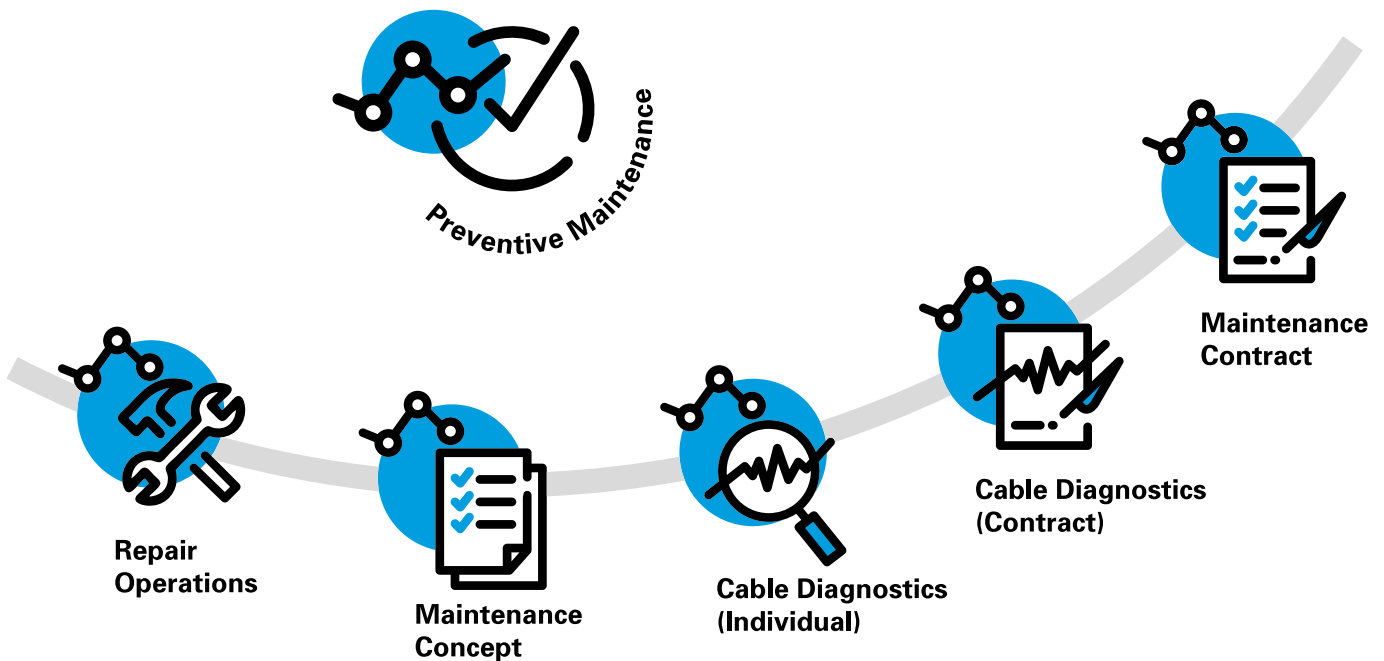 Preventive Maintenance
Repair
Operations
Maintenance
Concept
Cable Diagnostics
(Individual)
Cable Diagnostics
(Contract)
Maintenance
Contract